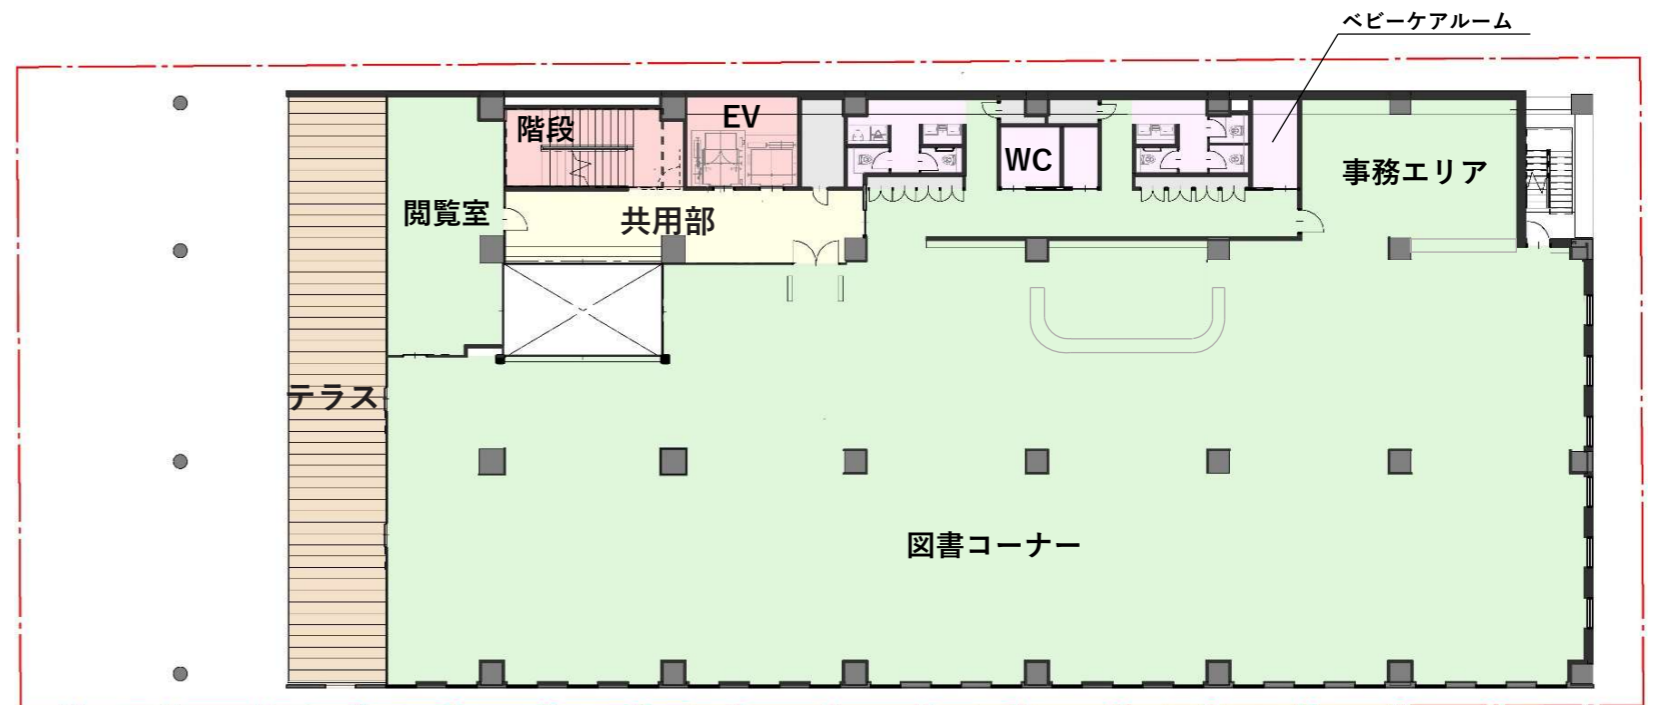 ベビーケアルーム
EV
階段
WC
事務エリア
閲覧室
共用部
テラス
図書コーナー